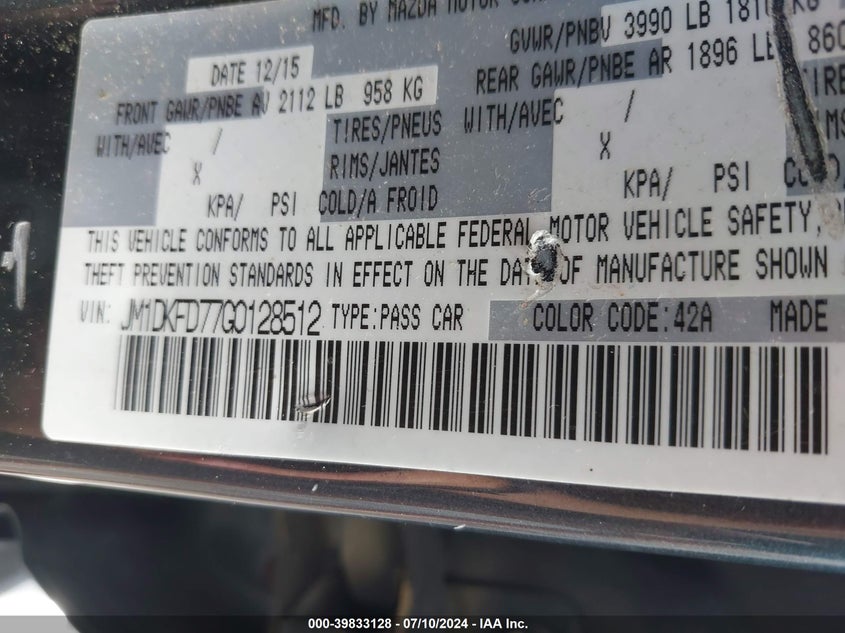 MFD. BY MAZDA MOTOR
GVWR/PNBV 3990 LB 1810 KG
DATE 12/15
FRONT GAWR/PNBE AV 2112 LB 958 KG
REAR GAWR/PNBE AR 1896 LB 860
WITH/AVEC / TIRES/PNEUS
WITH/AVEC /
X RIMS/JANTES
X
KPA/ PSI COLD/A FROID
KPA/ PSI
THIS VEHICLE CONFORMS TO ALL APPLICABLE FEDERAL MOTOR VEHICLE SAFETY,
THEFT PREVENTION STANDARDS IN EFFECT ON THE DATE OF MANUFACTURE SHOWN
VIN: JM1DKFD77G0128512 TYPE:PASS CAR COLOR CODE:42A MADE
000-39833128 - 07/10/2024 - IAA Inc.